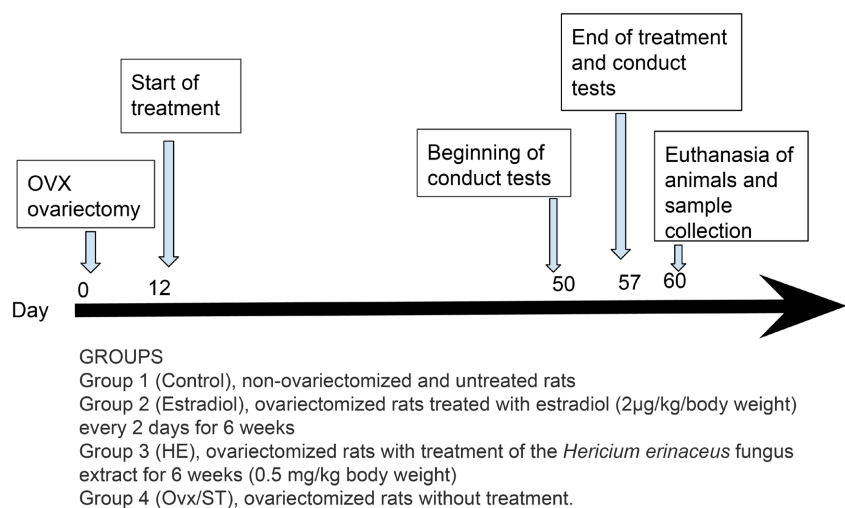 End of treatment
and conduct
tests
Start of
treatment
Beginning of
conduct tests
Euthanasia of
animals and
sample
collection
OVX
ovariectomy
0
12
50
57
60
Day
GROUPS
Group 1 (Control), non-ovariectomized and untreated rats
Group 2 (Estradiol), ovariectomized rats treated with estradiol (2µg/kg/body weight)
every 2 days for 6 weeks
Group 3 (HE), ovariectomized rats with treatment of the Hericium erinaceus fungus
extract for 6 weeks (0.5 mg/kg body weight)
Group 4 (Ovx/ST), ovariectomized rats without treatment.